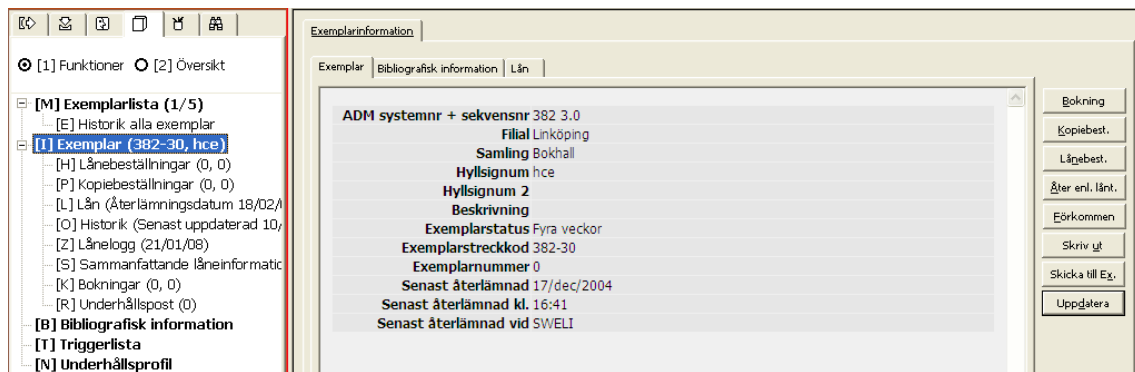 [1] Funktioner [2] Översikt
[M] Exemplarlista (1/5)
[E] Historik alla exemplar
[I] Exemplar (382-30, hce)
[H] Lånebeställningar (0, 0)
[P] Kopiebeställningar (0, 0)
[L] Lån (Återlämningsdatum 18/02/
[O] Historik (Senast uppdaterad 10/
[Z] Lånelogg (21/01/08)
[S] Sammanfattande låneinformatio
[K] Bokningar (0, 0)
[R] Underhållspost (0)
[B] Bibliografisk information
[T] Triggerlista
[N] Underhållsprofil
Exemplarinformation
Exemplar Bibliografisk information Lån
ADM systemnr + sekvensnr 382 3.0
Filial Linköping
Samling Bokhall
Hyllsignum hce
Hyllsignum 2
Beskrivning
Exemplarstatus Fyra veckor
Exemplarstreckkod 382-30
Exemplarnummer 0
Senast återlämnad 17/dec/2004
Senast återlämnad kl. 16:41
Senast återlämnad vid SWELI
Bokning
Kopiebest.
Lånebest.
Åter enl. lånt.
Förkommen
Skriv ut
Skicka till Ex.
Uppdatera